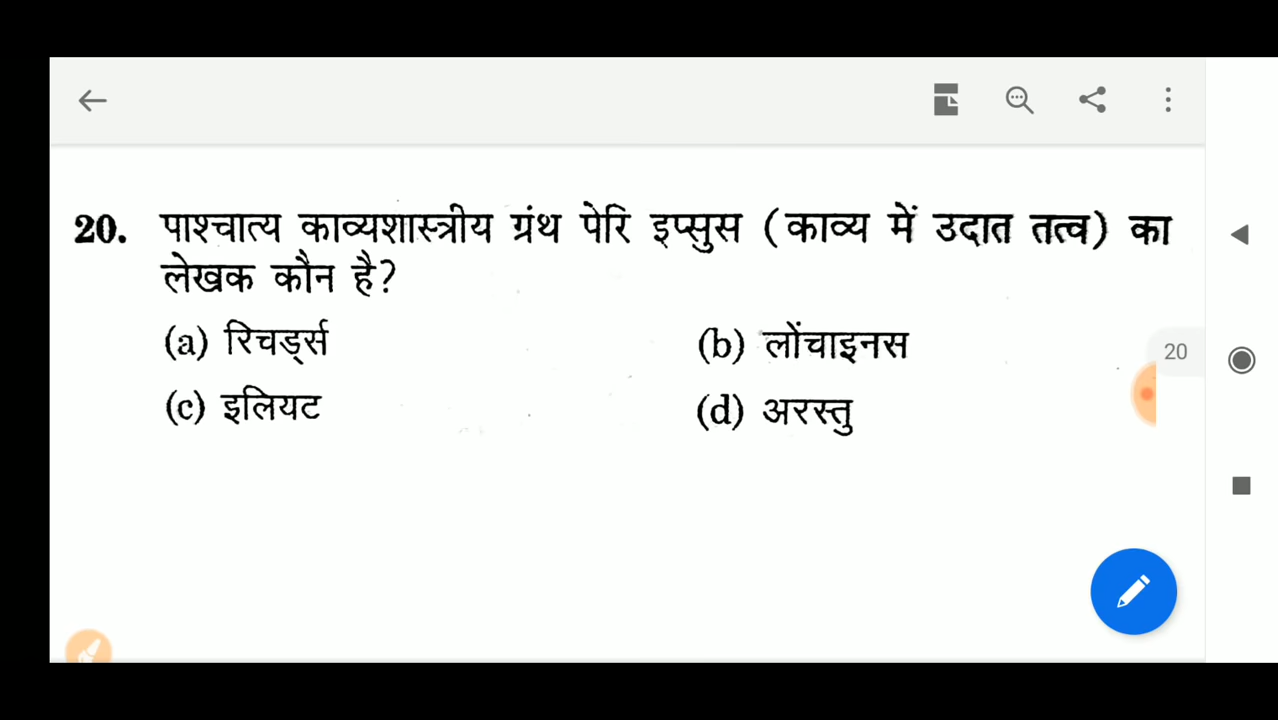 20. पाश्चात्य काव्यशास्त्रीय ग्रंथ पेरि इप्सुस (काव्य में उदात तत्व) का
लेखक कौन है?
(a) रिचर्ड्स (b) लोंचाइनस
20
(c) इलियट (d) अरस्तु